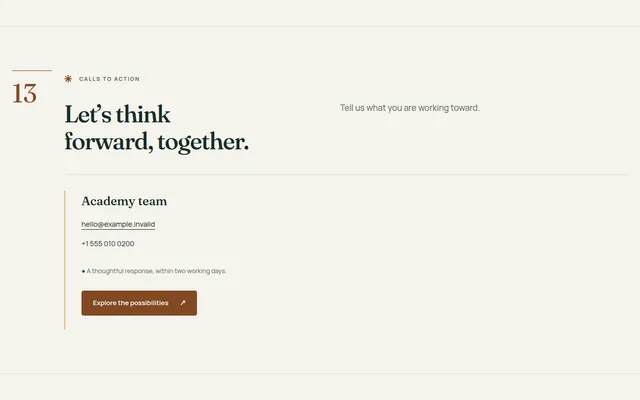 13
CALLS TO ACTION
Let’s think
forward, together.
Tell us what you are working toward.
Academy team
hello@example.invalid
+1 555 010 0200
• A thoughtful response, within two working days.
Explore the possibilities ↗